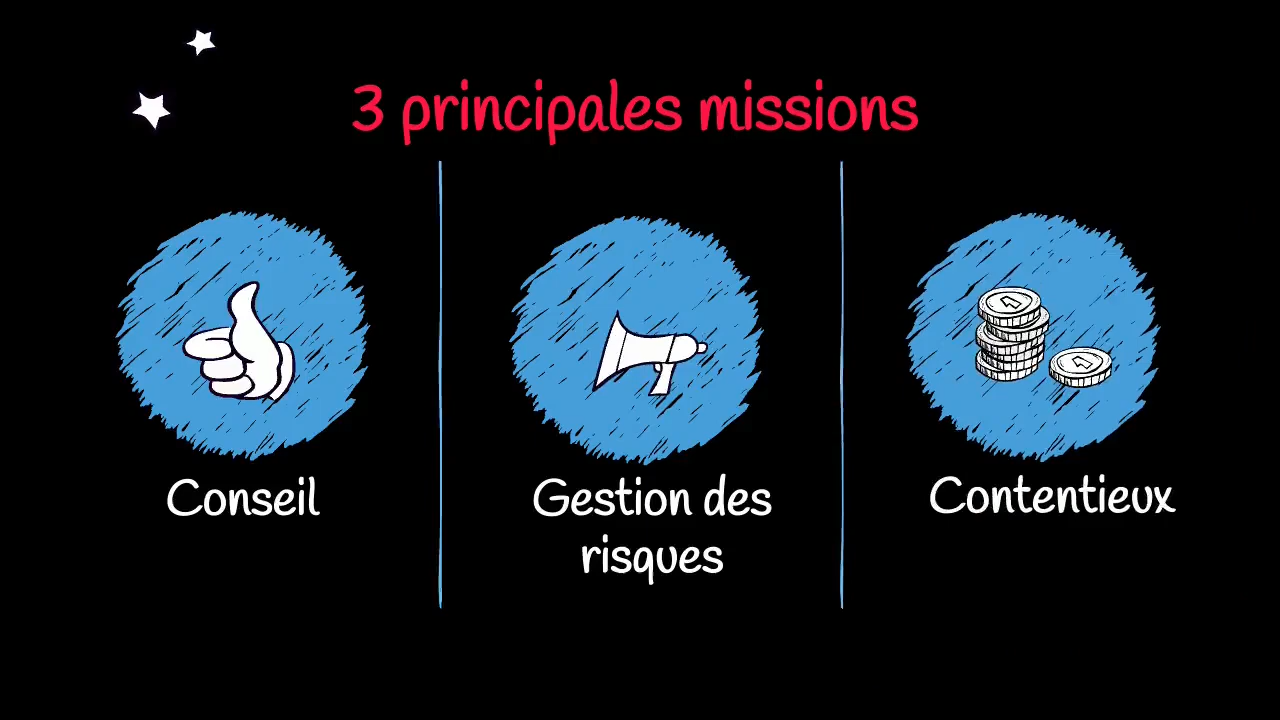 3 principales missions
Conseil
Gestion des
risques
Contentieux